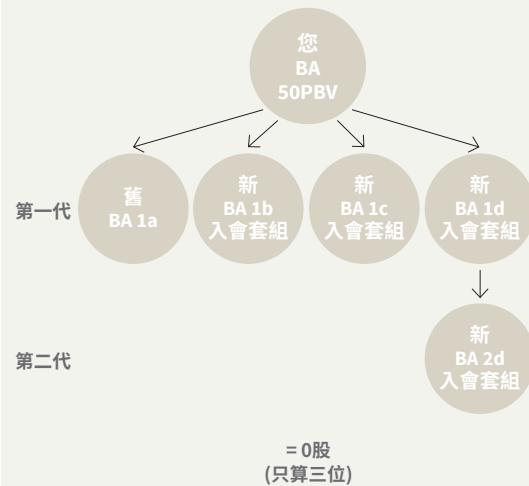 您
BA
50PBV
第一代
舊
BA 1a
新
BA 1b
入會套組
新
BA 1c
入會套組
新
BA 1d
入會套組
第二代
新
BA 2d
入會套組
= 0股
(只算三位)